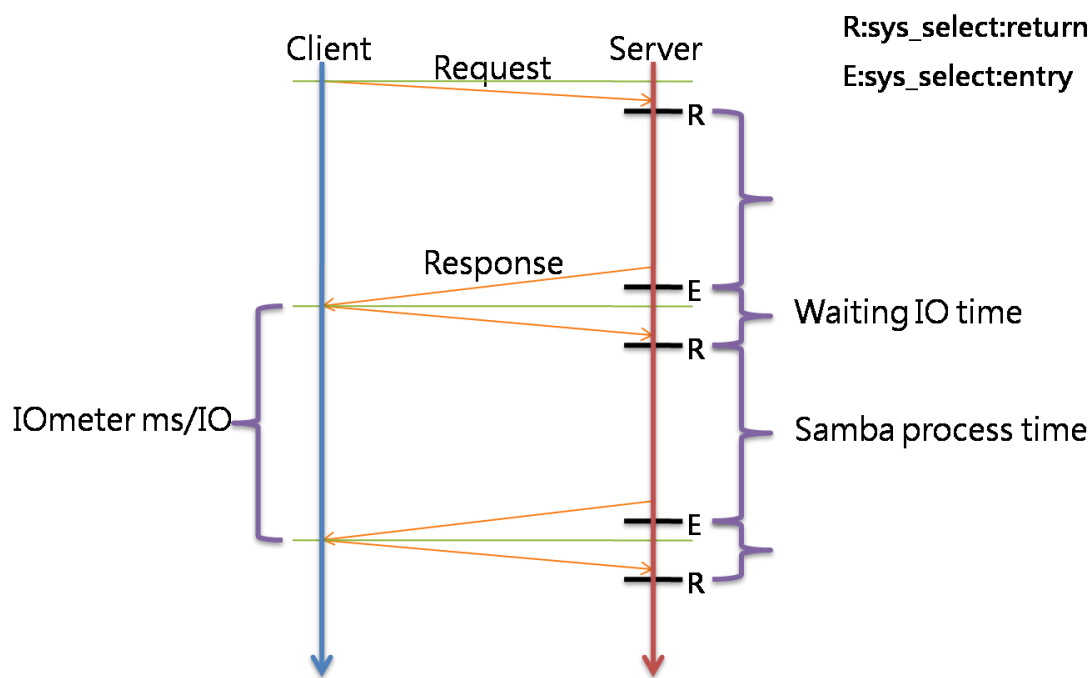 R:sys_select:return
Client
Server
Request
E:sys_select:entry
R
Response
E
Waiting IO time
R
IOmeter ms/IO
Samba process time
E
R